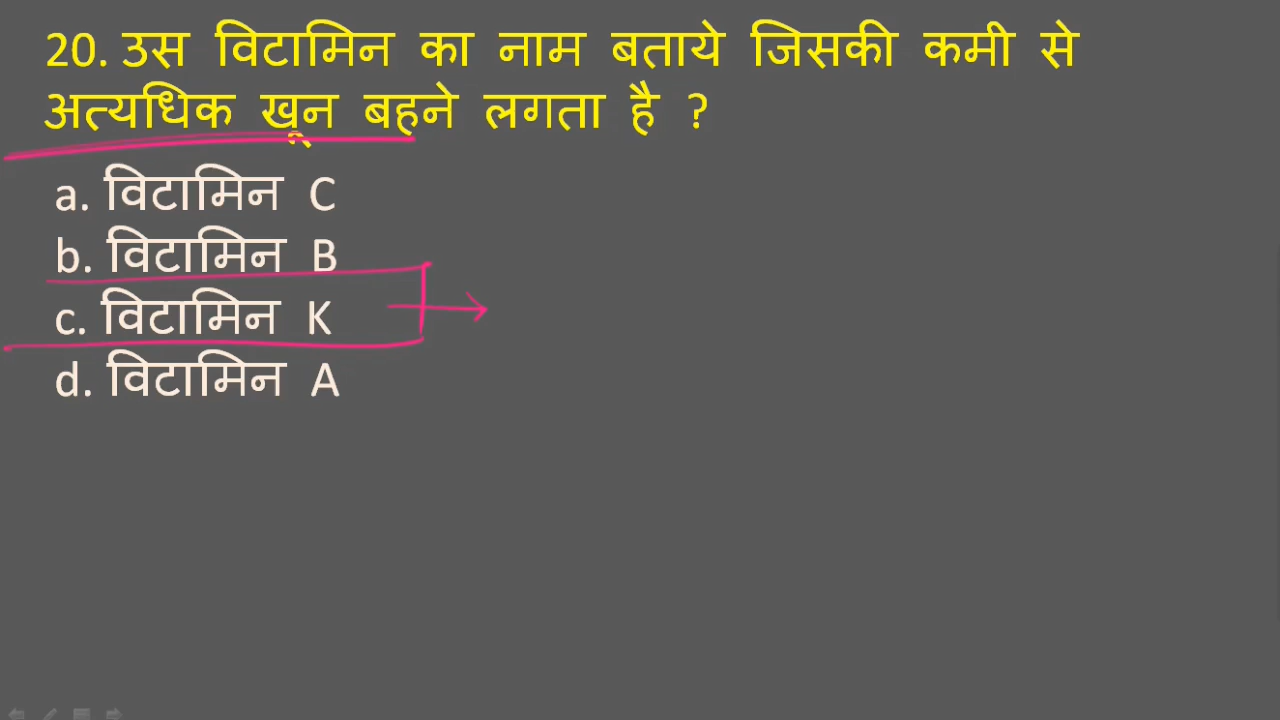 20. उस विटामिन का नाम बताये जिसकी कमी से
अत्यधिक खून बहने लगता है ?
a. विटामिन C
b. विटामिन B
c. विटामिन K
d. विटामिन A